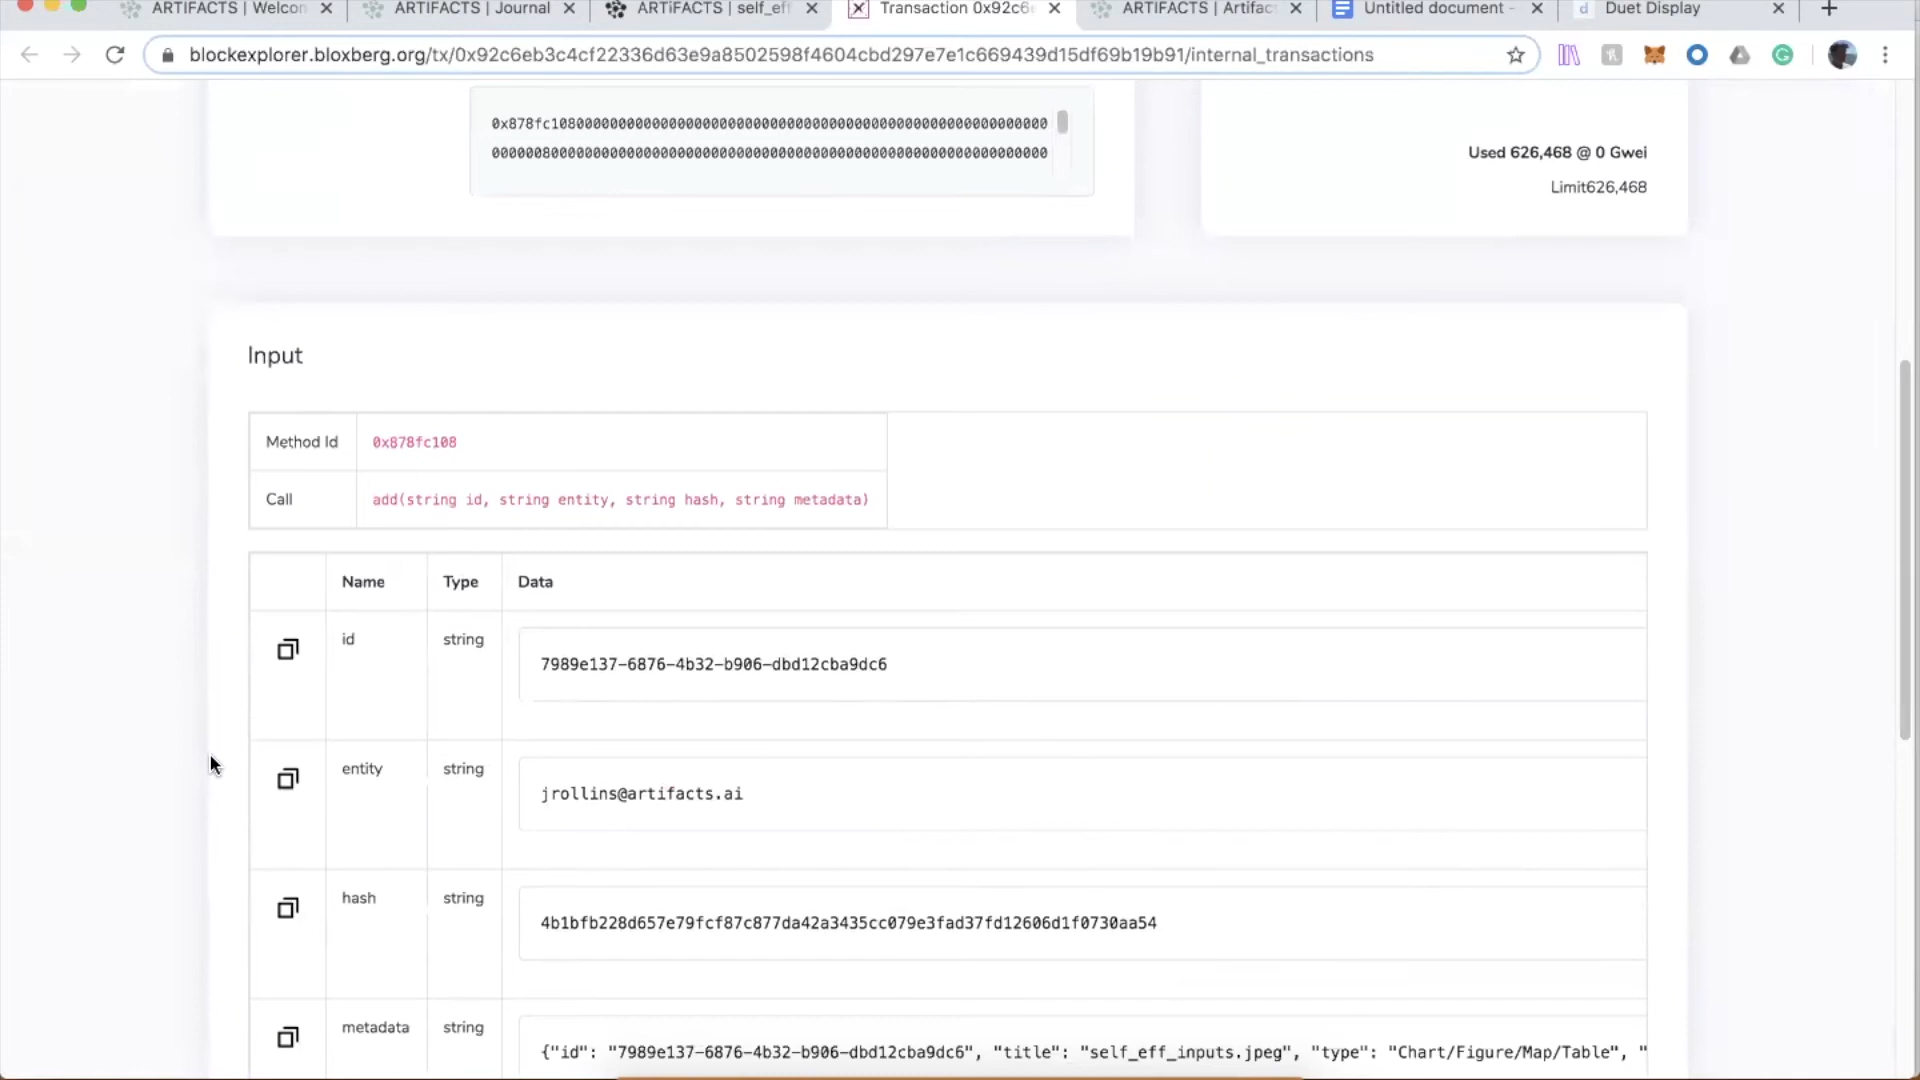 ARTIFACTS | Welcon
ARTIFACTS | Journal
ARTiFACTS | self_eff
Transaction 0x92c6
ARTIFACTS | Artifac
Untitled document -
Duet Display
blockexplorer.bloxberg.org/tx/0x92c6eb3c4cf22336d63e9a8502598f4604cbd297e7e1c669439d15df69b19b91/internal_transactions
0x878fc10800000000000000000000000000000000000000000000000000000000
000000800000000000000000000000000000000000000000000000000000000000
Used 626,468 @ 0 Gwei
Limit626,468
Input
Method Id 0x878fc108
Call add(string id, string entity, string hash, string metadata)
Name Type Data
id string 7989e137-6876-4b32-b906-dbd12cba9dc6
entity string jrollins@artifacts.ai
hash string 4b1bfb228d657e79fcf87c877da42a3435cc079e3fad37fd12606d1f0730aa54
metadata string {"id": "7989e137-6876-4b32-b906-dbd12cba9dc6", "title": "self_eff_inputs.jpeg", "type": "Chart/Figure/Map/Table", "